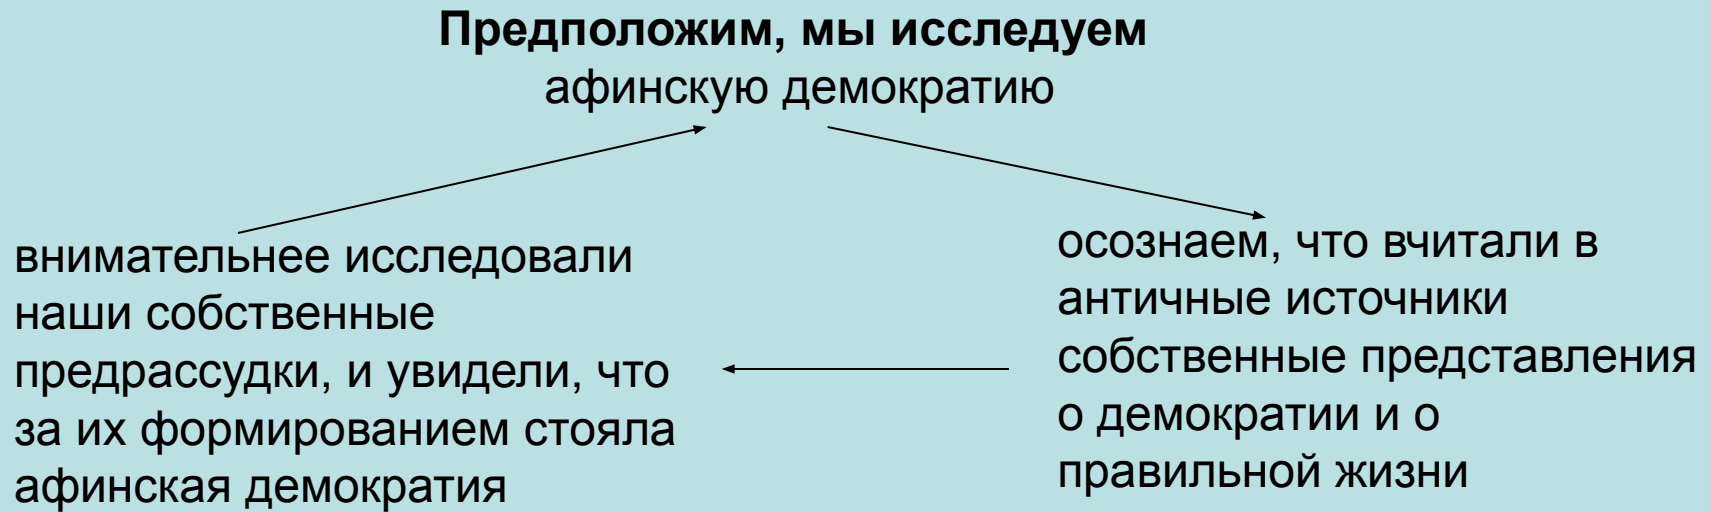 Предположим, мы исследуем
афинскую демократию
внимательнее исследовали
наши собственные
предрассудки, и увидели, что
за их формированием стояла
афинская демократия
осознаем, что вчитали в
античные источники
собственные представления
о демократии и о
правильной жизни